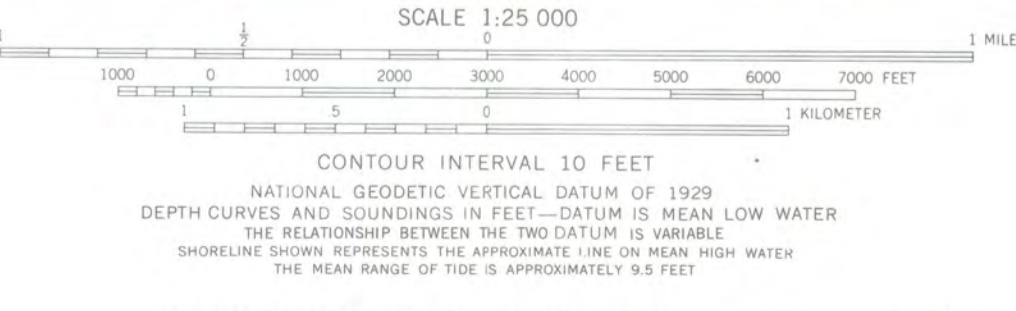 SCALE 1:25 000
1 ½ 0 1 MILE
1000 0 1000 2000 3000 4000 5000 6000 7000 FEET
1 .5 0 1 KILOMETER
CONTOUR INTERVAL 10 FEET
NATIONAL GEODETIC VERTICAL DATUM OF 1929
DEPTH CURVES AND SOUNDINGS IN FEET—DATUM IS MEAN LOW WATER
THE RELATIONSHIP BETWEEN THE TWO DATUM IS VARIABLE
SHORELINE SHOWN REPRESENTS THE APPROXIMATE LINE ON MEAN HIGH WATER
THE MEAN RANGE OF TIDE IS APPROXIMATELY 9.5 FEET